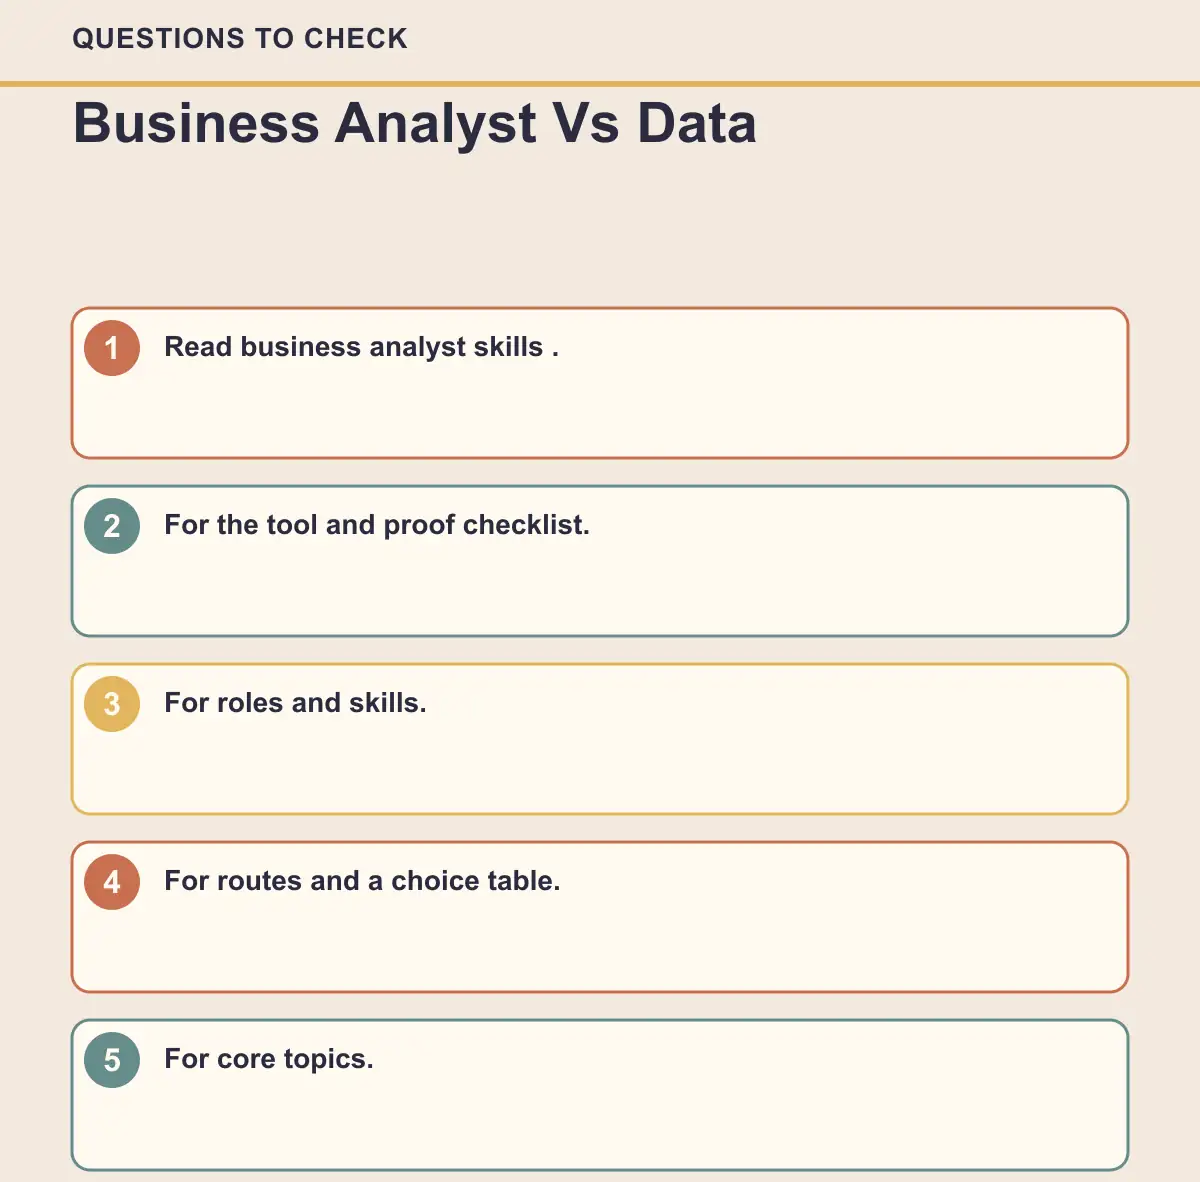 QUESTIONS TO CHECK
Business Analyst Vs Data
1 Read business analyst skills .
2 For the tool and proof checklist.
3 For roles and skills.
4 For routes and a choice table.
5 For core topics.